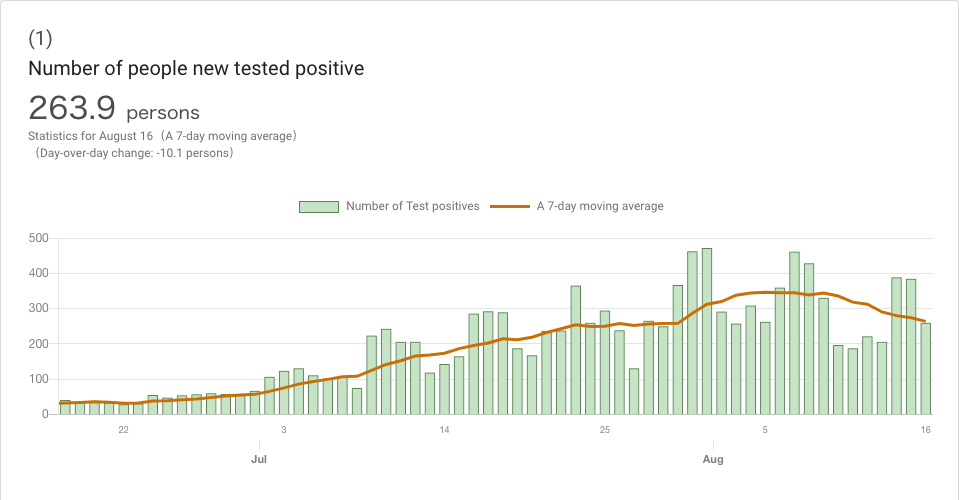 (1)
Number of people new tested positive
263.9 persons
Statistics for August 16（A 7-day moving average）
（Day-over-day change: -10.1 persons）
Number of Test positives A 7-day moving average
500
400
300
200
100
0
22 3 14 25 5 16
Jul Aug